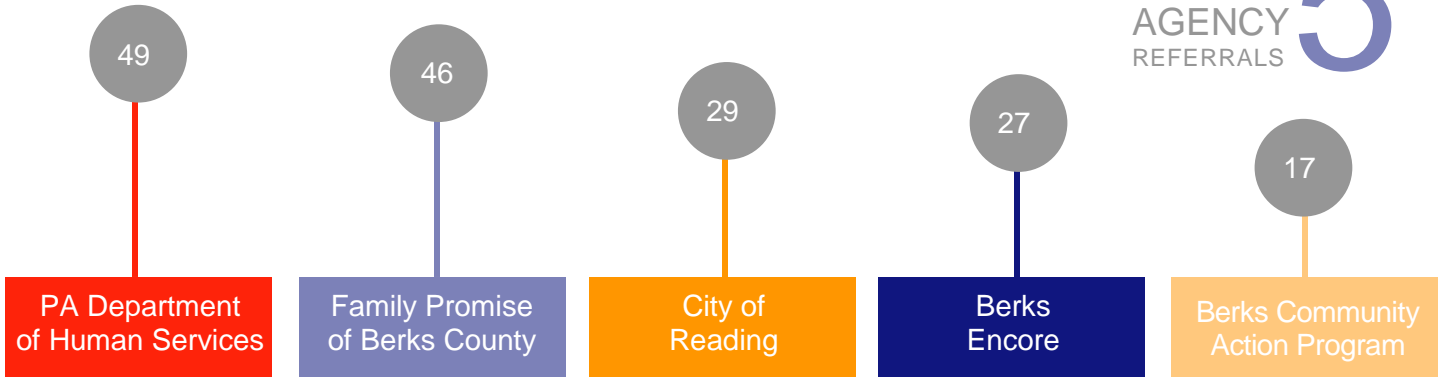 AGENCY
REFERRALS
49
46
29
27
17
PA Department
of Human Services
Family Promise
of Berks County
City of
Reading
Berks
Encore
Berks Community
Action Program